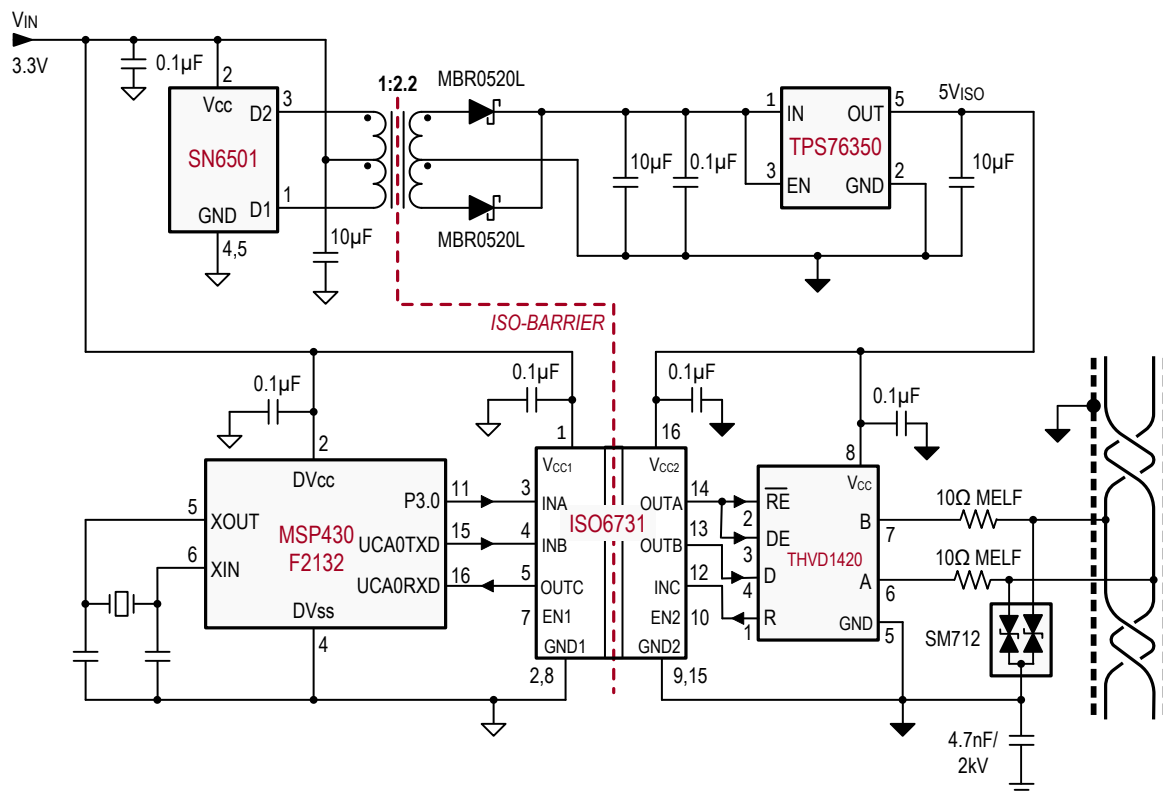 VIN
3.3V
0.1µF
2
Vcc
D2
3
SN6501
GND
D1
1
4,5
10µF
1:2.2
MBR0520L
MBR0520L
10µF
0.1µF
1
IN
OUT
5
TPS76350
3
EN
GND
2
5VISO
10µF
ISO-BARRIER
0.1µF
2
DVcc
5
XOUT
6
XIN
MSP430
F2132
P3.0
11
UCA0TXD
15
UCA0RXD
16
DVss
4
0.1µF
1
VCC1
3
INA
4
INB
5
OUTC
7
EN1
GND1
2,8
ISO6731
0.1µF
16
VCC2
OUTA
14
OUTB
13
INC
12
EN2
10
GND2
9,15
0.1µF
8
VCC
RE
2
DE
3
D
4
R
1
THVD1420
B
7
A
6
GND
5
10Ω MELF
10Ω MELF
SM712
4.7nF/
2kV